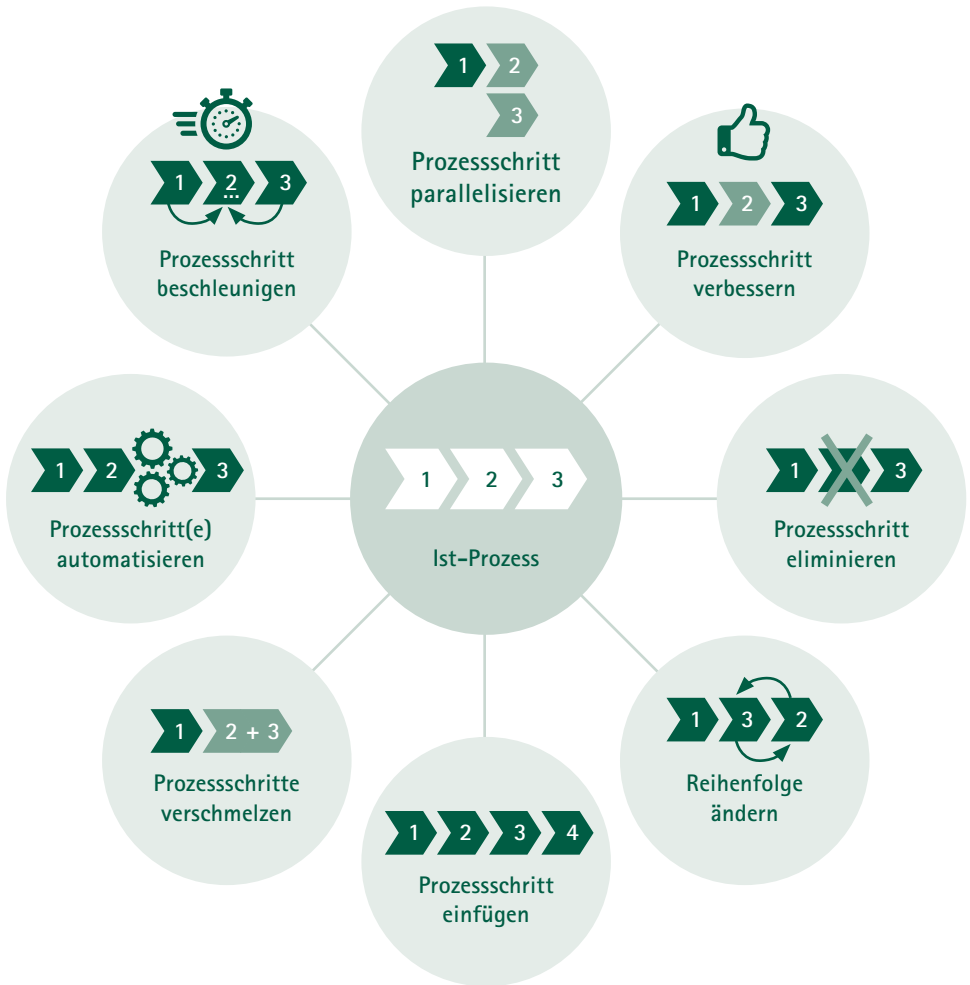 1 2
3
Prozessschritt
parallelisieren
1 2 ... 3
Prozessschritt
beschleunigen
1 2 3
Prozessschritt
verbessern
1 2 3
Prozessschritt(e)
automatisieren
1 2 3
Ist-Prozess
1 3
Prozessschritt
eliminieren
1 2 + 3
Prozessschritte
verschmelzen
1 3 2
Reihenfolge
ändern
1 2 3 4
Prozessschritt
einfügen